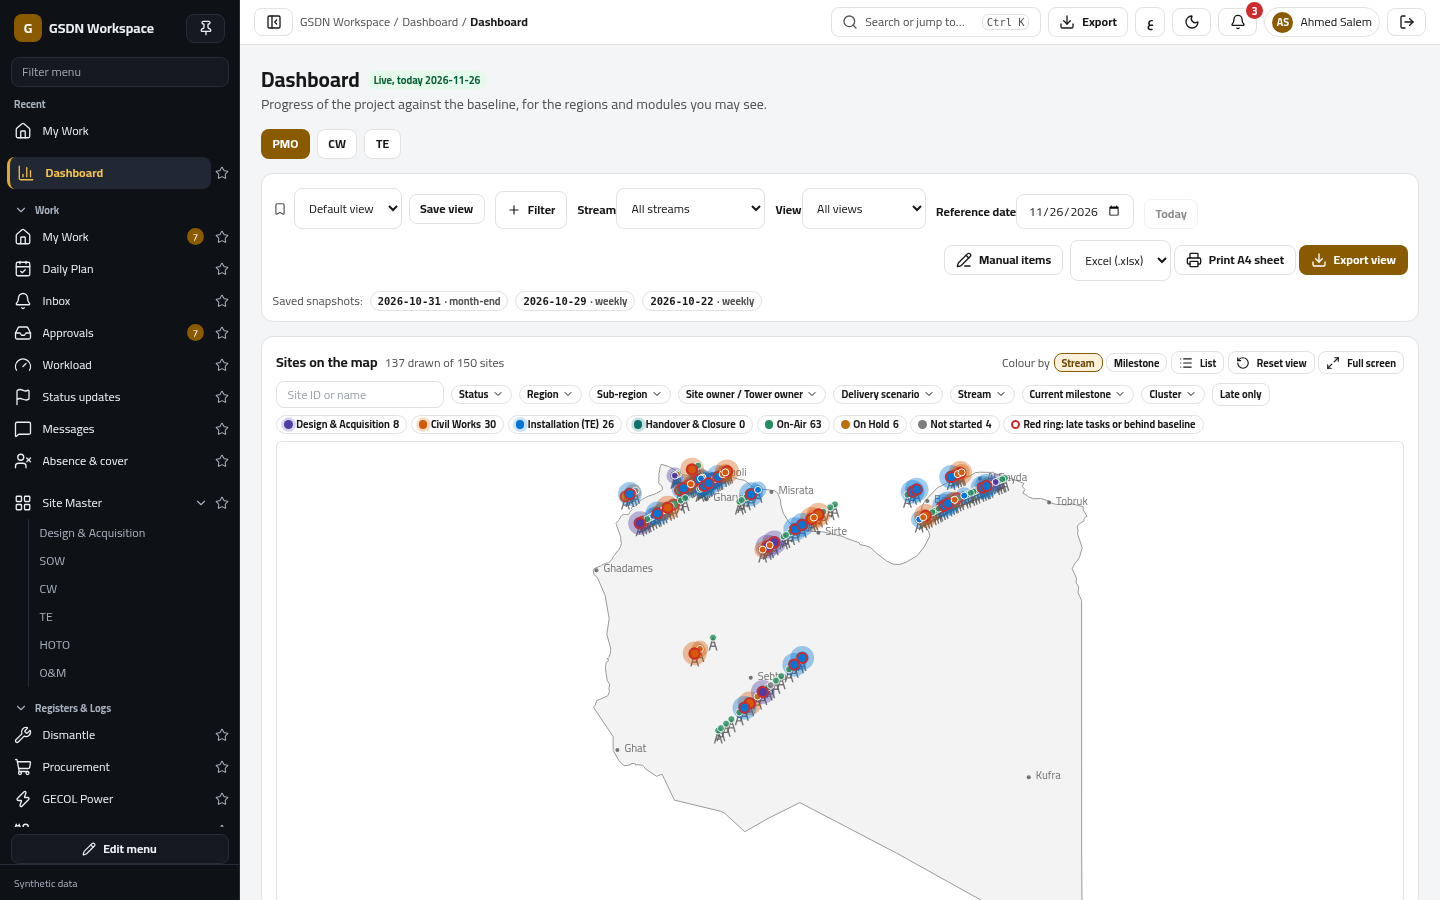 GSDN Workspace
Filter menu
Recent
My Work
Dashboard
Work
My Work 7
Daily Plan
Inbox
Approvals 7
Workload
Status updates
Messages
Absence & cover
Site Master
Design & Acquisition
SOW
CW
TE
HOTO
O&M
Registers & Logs
Dismantle
Procurement
GECOL Power
Edit menu
Synthetic data
GSDN Workspace / Dashboard / Dashboard
Search or jump to... Ctrl K
Export
ع
3
AS Ahmed Salem
Dashboard Live, today 2026-11-26
Progress of the project against the baseline, for the regions and modules you may see.
PMO CW TE
Default view Save view Filter Stream All streams View All views Reference date 11/26/2026 Today
Manual items Excel (.xlsx) Print A4 sheet Export view
Saved snapshots: 2026-10-31 · month-end 2026-10-29 · weekly 2026-10-22 · weekly
Sites on the map 137 drawn of 150 sites Colour by Stream Milestone List Reset view Full screen
Site ID or name Status Region Sub-region Site owner / Tower owner Delivery scenario Stream Current milestone Cluster Late only
Design & Acquisition 8 Civil Works 30 Installation (TE) 26 Handover & Closure 0 On-Air 63 On Hold 6 Not started 4 Red ring: late tasks or behind baseline
Misrata
Tobruk
Sirte
Ghadames
Ghat
Kufra